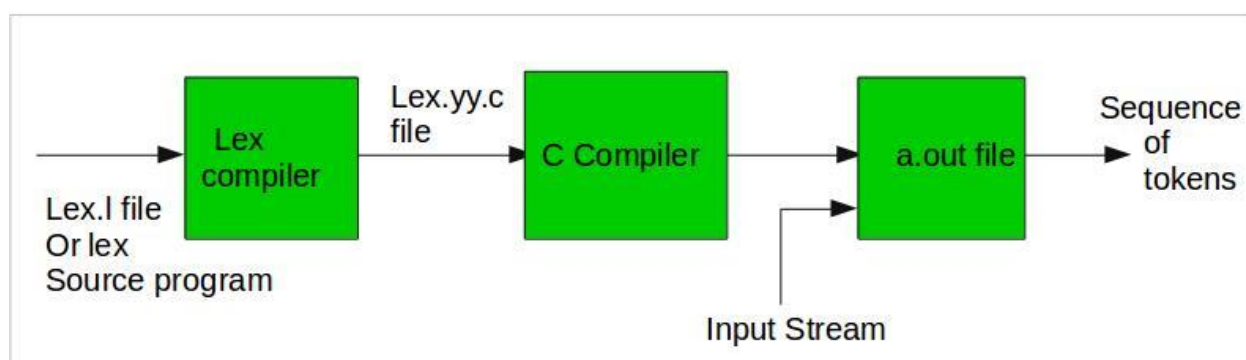 Lex.l file
Or lex
Source program
Lex
compiler
Lex.yy.c
file
C Compiler
a.out file
Input Stream
Sequence
of
tokens